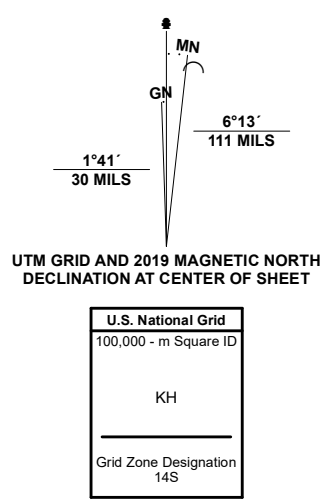 MN
GN
6°13´
111 MILS
1°41´
30 MILS
UTM GRID AND 2019 MAGNETIC NORTH
DECLINATION AT CENTER OF SHEET
U.S. National Grid
100,000 - m Square ID
KH
Grid Zone Designation
14S